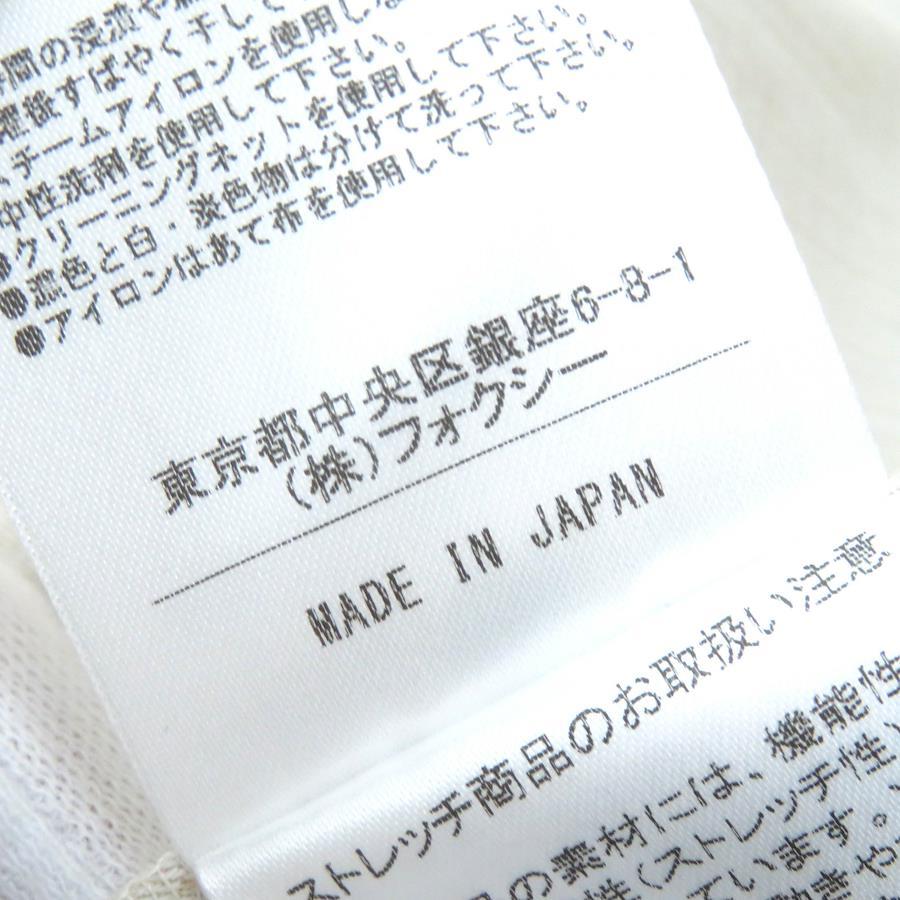 時間の浸漬や
濯後すばやく干して
スチームアイロンを使用し
中性洗剤を使用して下さい。
●クリーニングネットを使用して下さい。
●濃色と白・淡色物は分けて洗って下さい。
●アイロンはあて布を使用して下さい。
東京都中央区銀座6-8-1
(株)フォクシー
MADE IN JAPAN
ストレッチ商品のお取扱い注意
品の素材には、機能性
性(ストレッチ性)
ています。